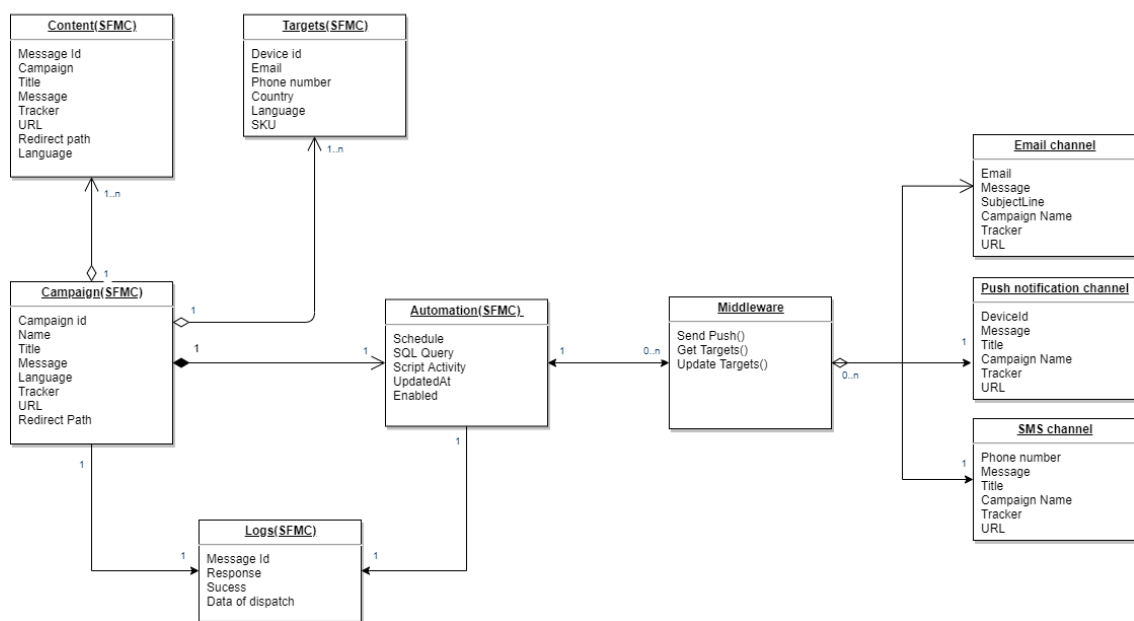 Content(SFMC)
Message Id
Campaign
Title
Message
Tracker
URL
Redirect path
Language
1..n
1
Targets(SFMC)
Device id
Email
Phone number
Country
Language
SKU
1..n
1
Campaign(SFMC)
Campaign id
Name
Title
Message
Language
Tracker
URL
Redirect Path
1
1
1
Automation(SFMC)
Schedule
SQL Query
Script Activity
UpdatedAt
Enabled
1
0..n
1
Middleware
Send Push()
Get Targets()
Update Targets()
0..n
Email channel
Email
Message
SubjectLine
Campaign Name
Tracker
URL
Push notification channel
DeviceId
Message
Title
Campaign Name
Tracker
URL
1
SMS channel
Phone number
Message
Title
Campaign Name
Tracker
URL
1
Logs(SFMC)
Message Id
Response
Sucess
Data of dispatch
1
1